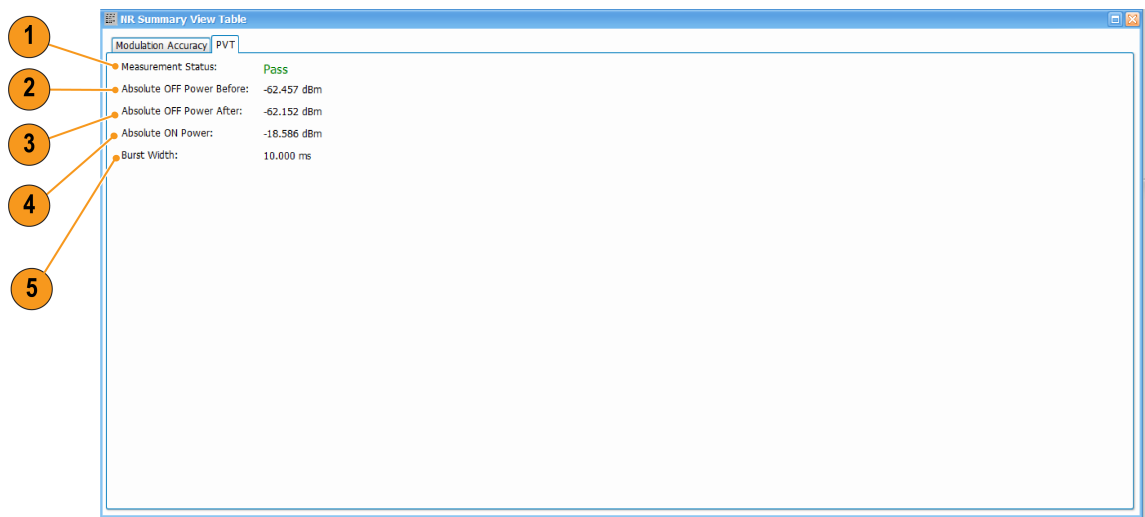 NR Summary View Table
Modulation Accuracy PVT
1
Measurement Status: Pass
2
Absolute OFF Power Before: -62.457 dBm
3
Absolute OFF Power After: -62.152 dBm
4
Absolute ON Power: -18.586 dBm
5
Burst Width: 10.000 ms